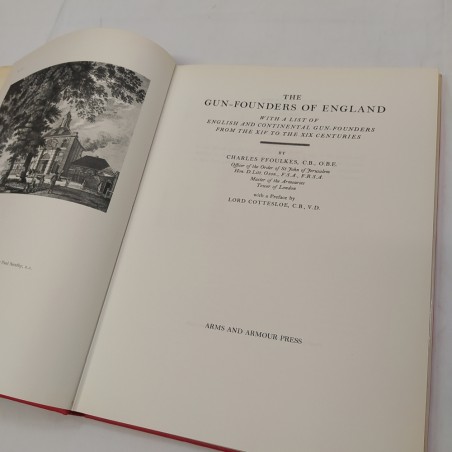 Paul Sandby, R.A.
THE
GUN-FOUNDERS OF ENGLAND
WITH A LIST OF
ENGLISH AND CONTINENTAL GUN-FOUNDERS
FROM THE XIV TO THE XIX CENTURIES
BY
CHARLES FFOULKES, C.B., O.B.E.
Officer of the Order of St John of Jerusalem
Hon. D.Litt. Oxon., F.S.A., F.R.S.A
Master of the Armouries
Tower of London
with a Preface by
LORD COTTESLOE, C.B., V.D.
ARMS AND ARMOUR PRESS